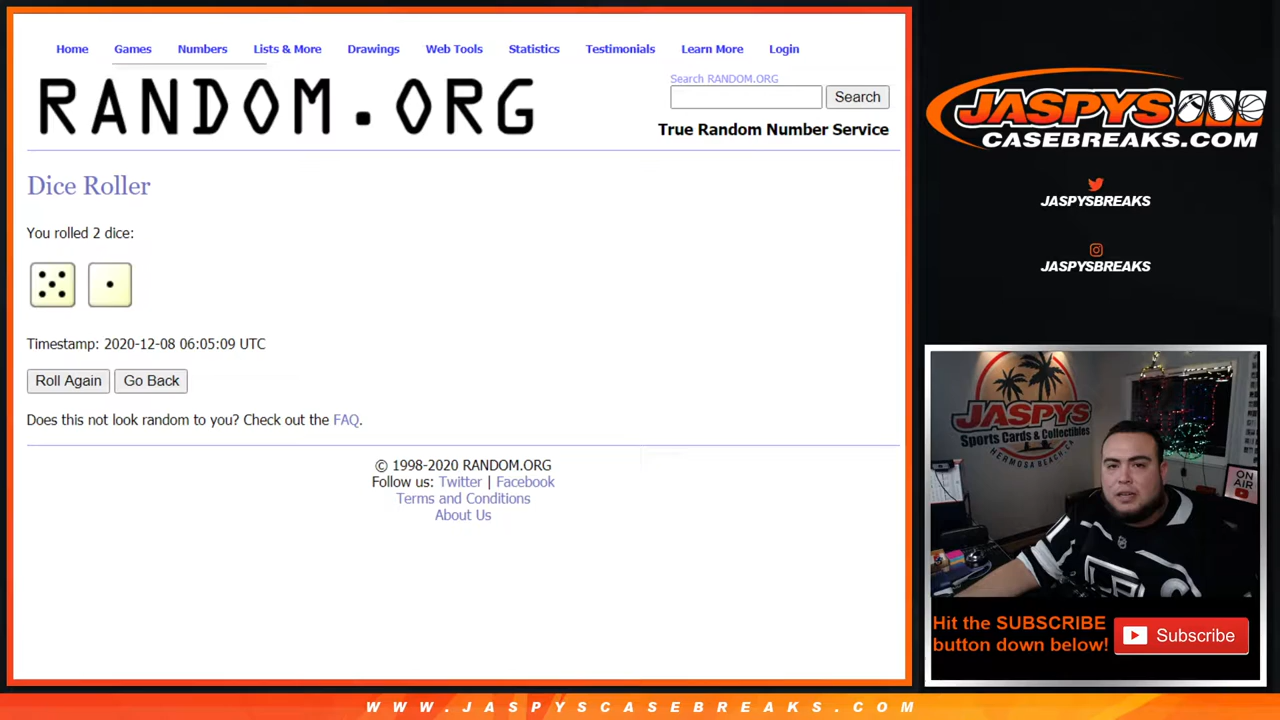 Home Games Numbers Lists & More Drawings Web Tools Statistics Testimonials Learn More Login
RANDOM.ORG
Search RANDOM.ORG
Search
True Random Number Service
Dice Roller
You rolled 2 dice:
Timestamp: 2020-12-08 06:05:09 UTC
Roll Again Go Back
Does this not look random to you? Check out the FAQ.
© 1998-2020 RANDOM.ORG
Follow us: Twitter | Facebook
Terms and Conditions
About Us
JASPYS
CASEBREAKS.COM
JASPYSBREAKS
JASPYSBREAKS
JASPYS
Sports Cards & Collectibles
HERMOSA BEACH, CA
ON
AIR
Hit the SUBSCRIBE
button down below!
Subscribe
WWW.JASPYSCASEBREAKS.COM